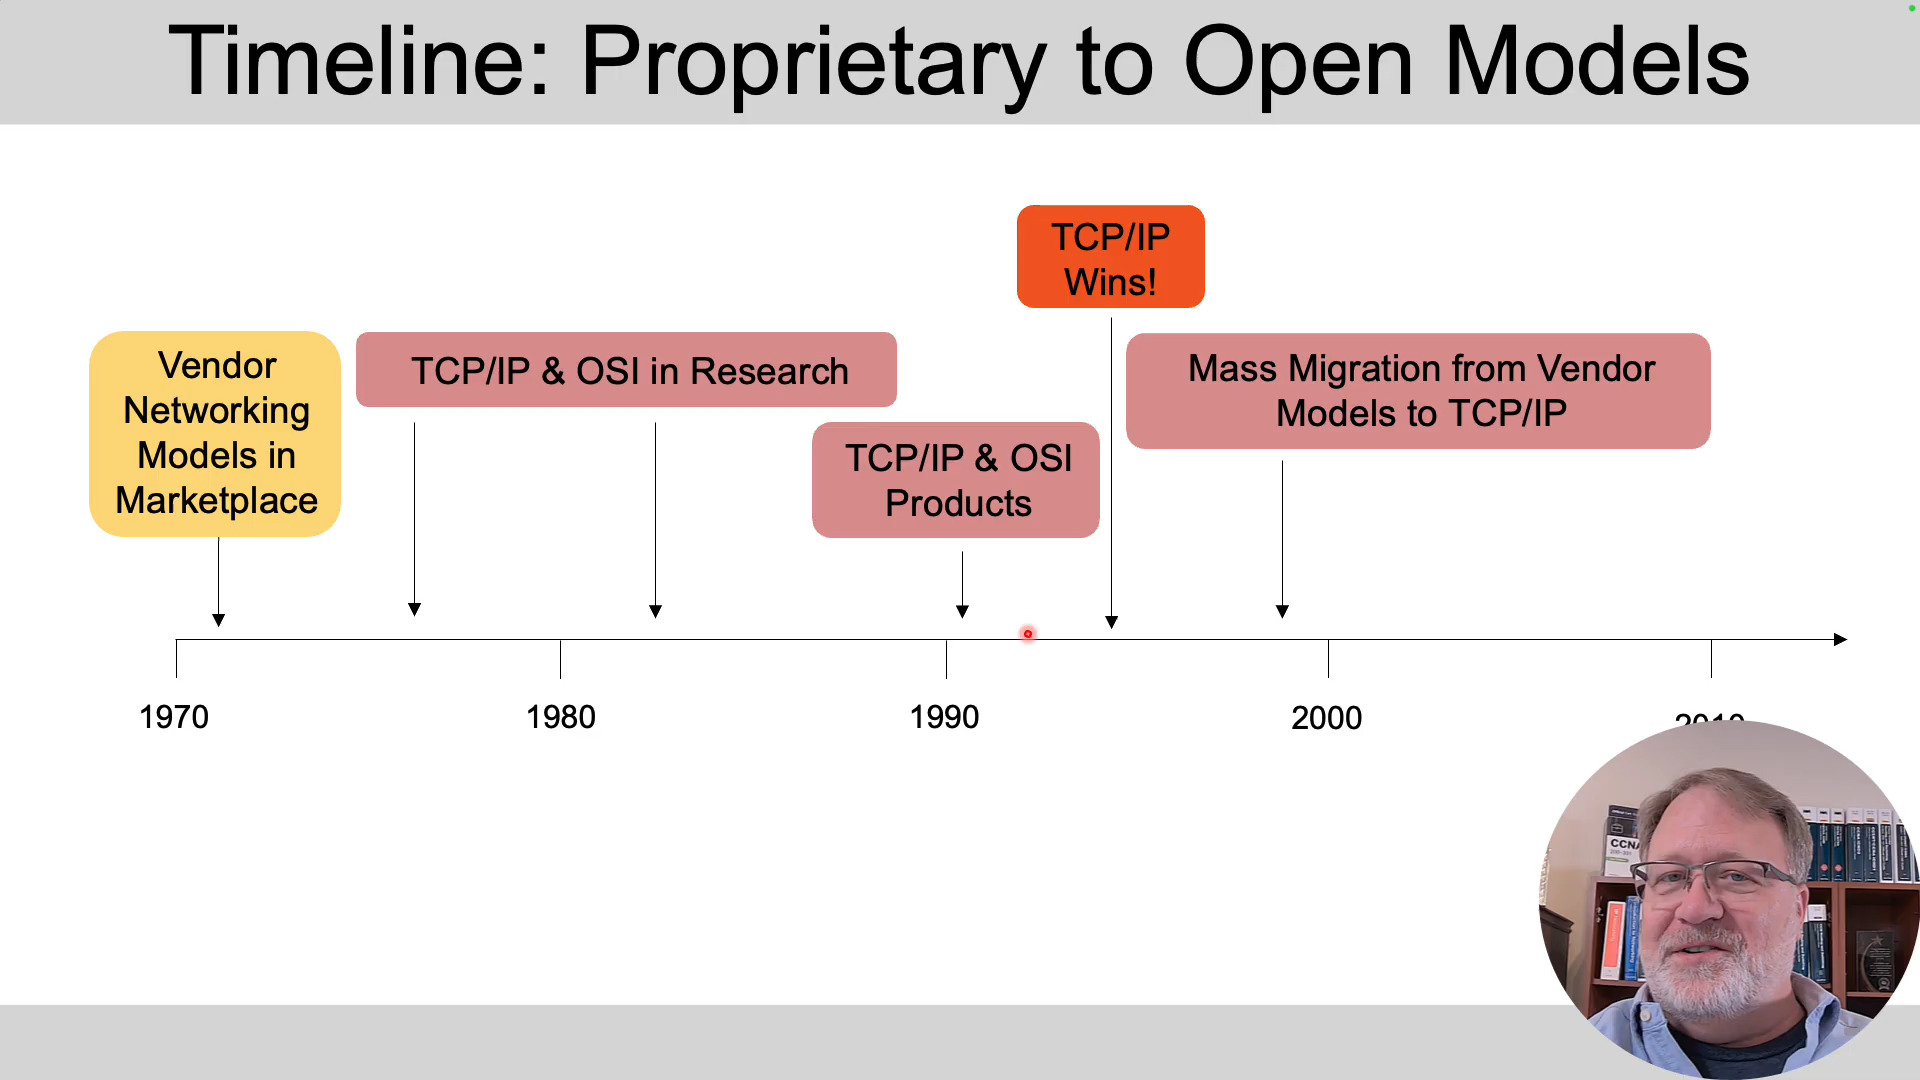 Timeline: Proprietary to Open Models
TCP/IP
Wins!
Vendor
Networking
Models in
Marketplace
TCP/IP & OSI in Research
TCP/IP & OSI
Products
Mass Migration from Vendor
Models to TCP/IP
1970
1980
1990
2000
2010